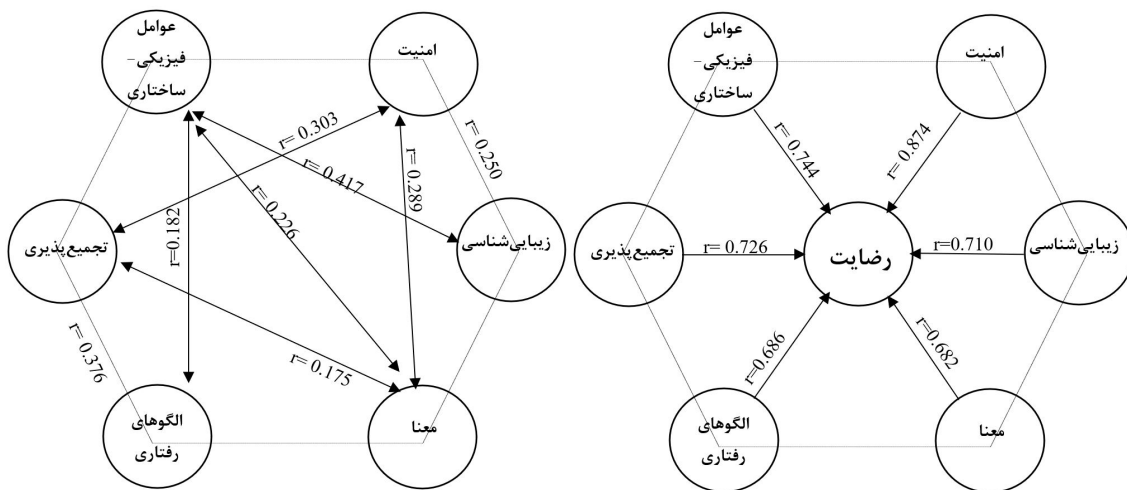 عوامل
فیزیکی-
ساختاری
امنیت
r= 0.303
r= 0.250
r= 0.417
r= 0.289
r= 0.226
r=0.182
تجمیع‌پذیری
زیبایی‌شناسی
r= 0.376
r= 0.175
الگوهای
رفتاری
معنا
عوامل
فیزیکی-
ساختاری
امنیت
r= 0.744
r= 0.874
تجمیع‌پذیری
r= 0.726
رضایت
r=0.710
زیبایی‌شناسی
r=0.686
r=0.682
الگوهای
رفتاری
معنا